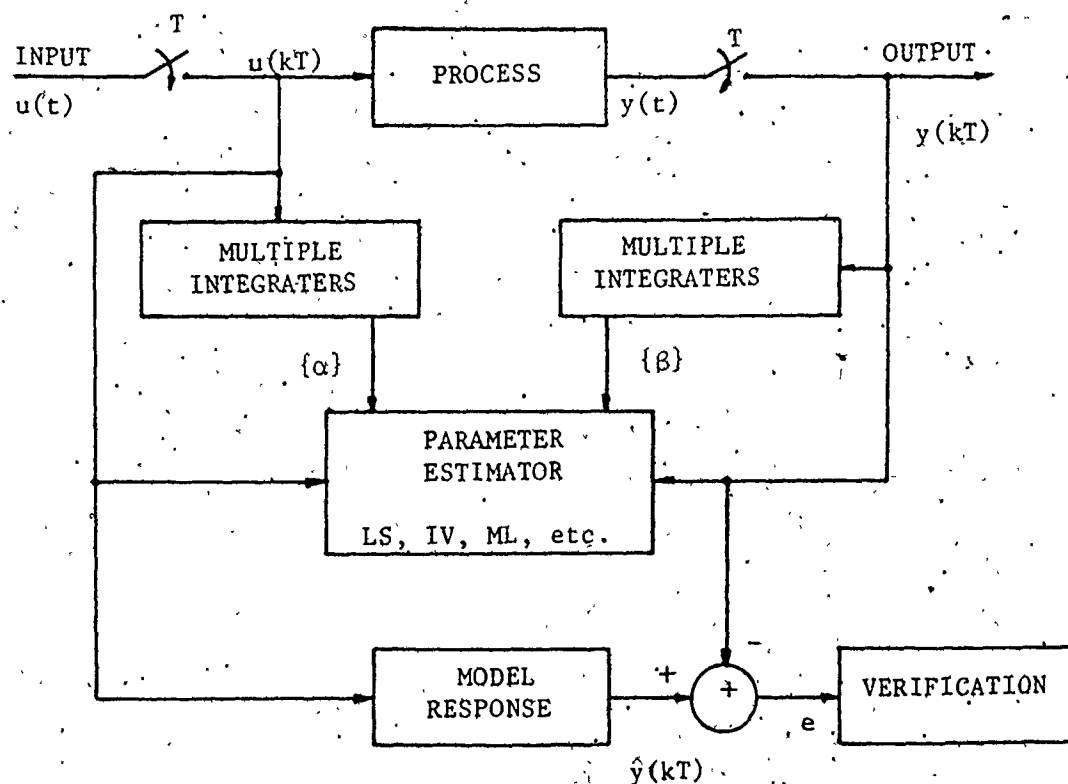 T
INPUT
u(t)
u(kT)
PROCESS
y(t)
T
OUTPUT
y(kT)
MULTIPLE
INTEGRATERS
MULTIPLE
INTEGRATERS
{α}
{β}
PARAMETER
ESTIMATOR
LS, IV, ML, etc.
MODEL
RESPONSE
+
-
+
e
VERIFICATION
ŷ(kT)